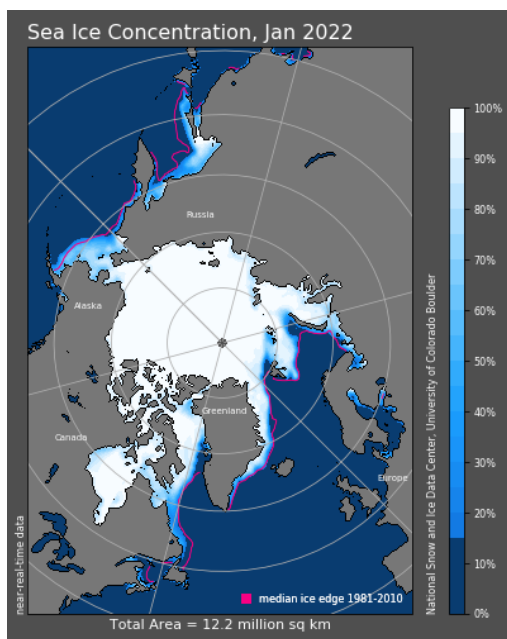 Sea Ice Concentration, Jan 2022
Russia
Alaska
Greenland
Canada
Europe
median ice edge 1981-2010
near-real-time data
Total Area = 12.2 million sq km
100%
90%
80%
70%
60%
50%
40%
30%
20%
10%
0%
National Snow and Ice Data Center, University of Colorado Boulder